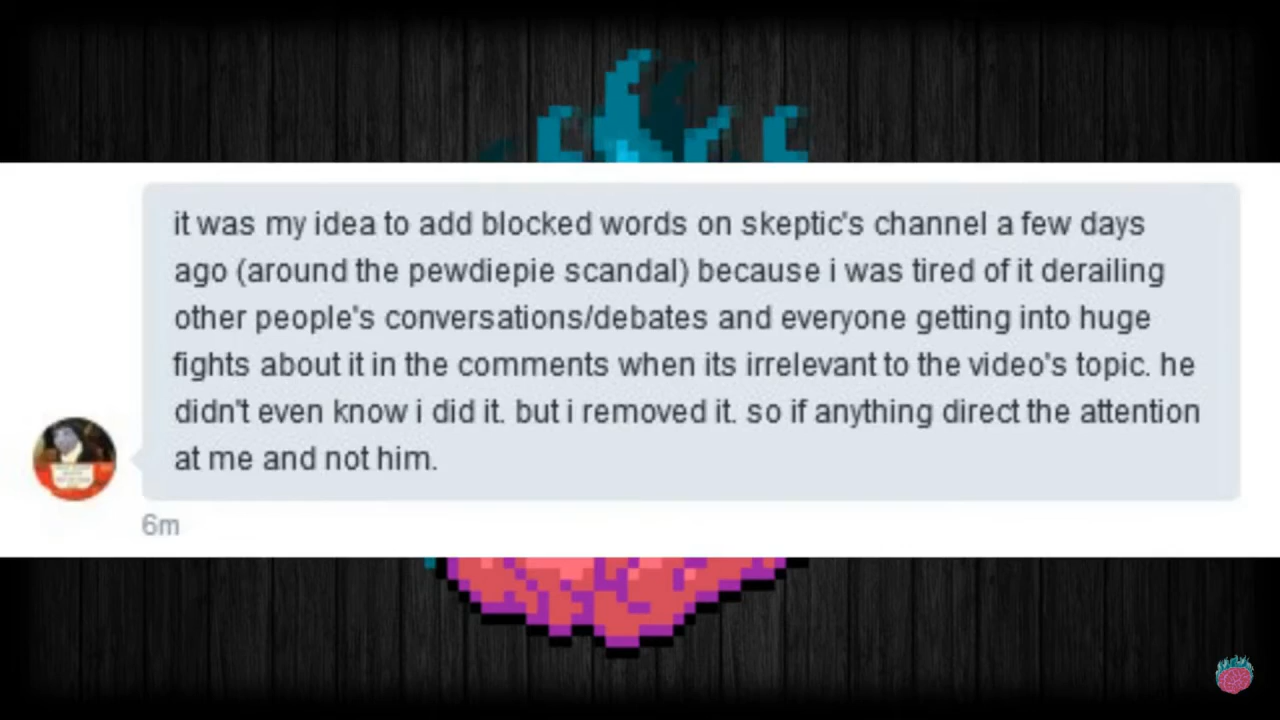 it was my idea to add blocked words on skeptic's channel a few days
ago (around the pewdiepie scandal) because i was tired of it derailing
other people's conversations/debates and everyone getting into huge
fights about it in the comments when its irrelevant to the video's topic. he
didn't even know i did it. but i removed it. so if anything direct the attention
at me and not him.
6m